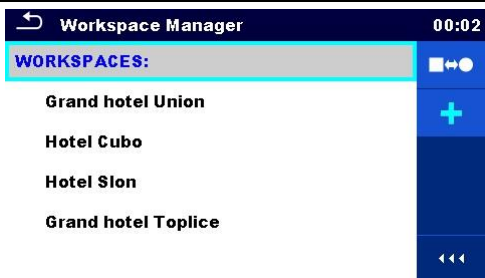 Workspace Manager 00:02
WORKSPACES:
Grand hotel Union
Hotel Cubo
Hotel Slon
Grand hotel Toplice